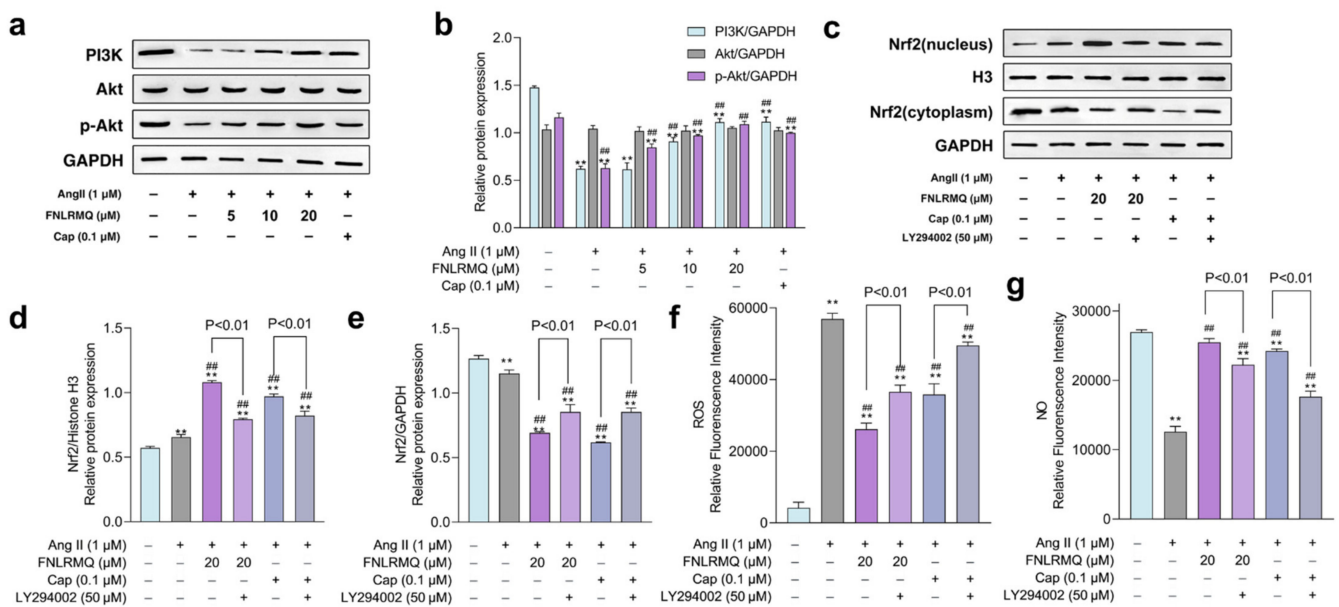 a
PI3K
Akt
p-Akt
GAPDH
AngII (1 μM) – + + + + +
FNLRMQ (μM) – – 5 10 20 –
Cap (0.1 μM) – – – – – +
b
Relative protein expression
2.0
1.5
1.0
0.5
0.0
PI3K/GAPDH
Akt/GAPDH
p-Akt/GAPDH
** ## ** ** ## ** ## ** ## ** ## ** ## ## ** ## **
Ang II (1 μM) – + + + + +
FNLRMQ (μM) – – 5 10 20 –
Cap (0.1 μM) – – – – – +
c
Nrf2(nucleus)
H3
Nrf2(cytoplasm)
GAPDH
AngII (1 μM) – + + + + +
FNLRMQ (μM) – – 20 20 – –
Cap (0.1 μM) – – – – + +
LY294002 (50 μM) – – – + – +
d
Nrf2/Histone H3
Relative protein expression
1.5
1.0
0.5
0.0
P<0.01 P<0.01
** ## ** ## ** ## ** ## **
Ang II (1 μM) – + + + + +
FNLRMQ (μM) – – 20 20 – –
Cap (0.1 μM) – – – – + +
LY294002 (50 μM) – – – + – +
e
Nrf2/GAPDH
Relative protein expression
1.5
1.0
0.5
0.0
P<0.01 P<0.01
** ## ** ## ** ## ** ## **
Ang II (1 μM) – + + + + +
FNLRMQ (μM) – – 20 20 – –
Cap (0.1 μM) – – – – + +
LY294002 (50 μM) – – – + – +
f
ROS
Relative Fluorescence Intensity
60000
40000
20000
0
P<0.01 P<0.01
** ## ** ## ** ## ** ## **
Ang II (1 μM) – + + + + +
FNLRMQ (μM) – – 20 20 – –
Cap (0.1 μM) – – – – + +
LY294002 (50 μM) – – – + – +
g
NO
Relative Fluorescence Intensity
30000
20000
10000
0
P<0.01 P<0.01
** ## ## ** ## ** ## **
Ang II (1 μM) – + + + + +
FNLRMQ (μM) – – 20 20 – –
Cap (0.1 μM) – – – – + +
LY294002 (50 μM) – – – + – +